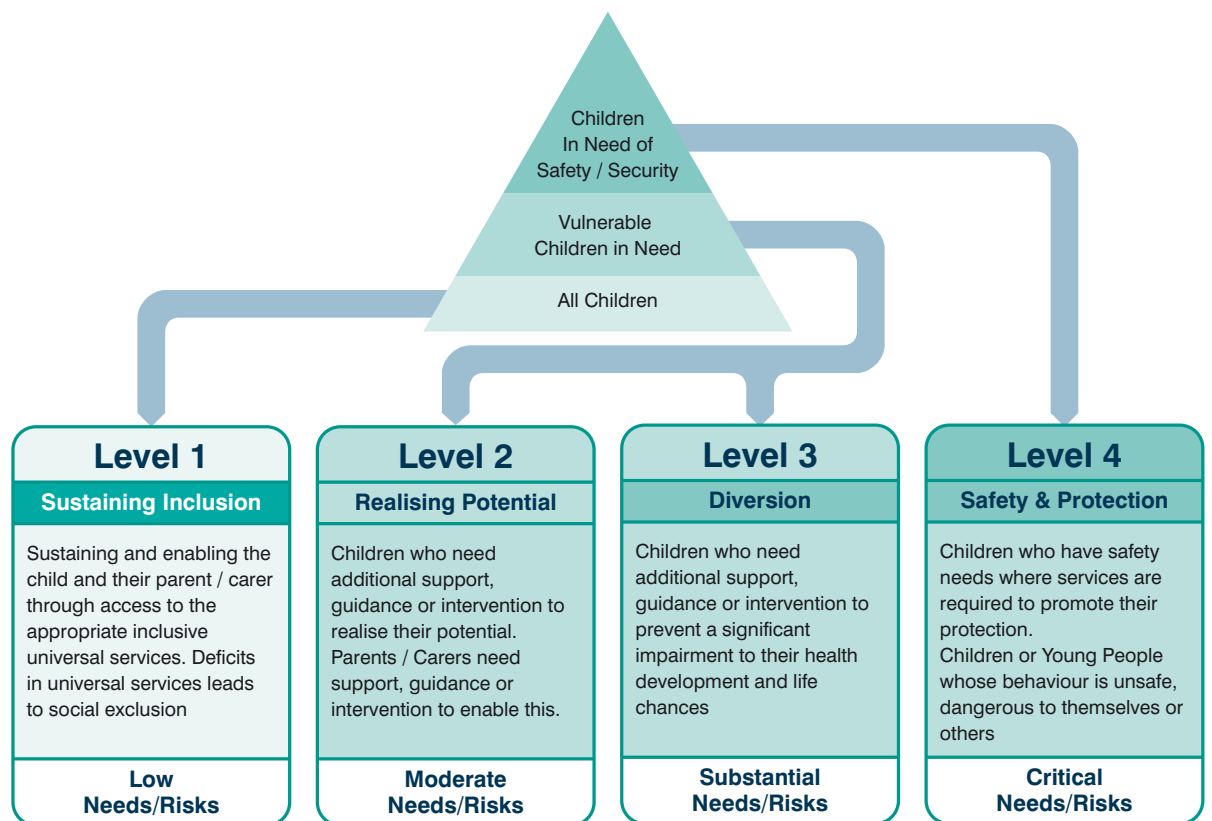 Children
In Need of
Safety / Security
Vulnerable
Children in Need
All Children
Level 1
Sustaining Inclusion
Sustaining and enabling the
child and their parent / carer
through access to the
appropriate inclusive
universal services. Deficits
in universal services leads
to social exclusion
Low
Needs/Risks
Level 2
Realising Potential
Children who need
additional support,
guidance or intervention to
realise their potential.
Parents / Carers need
support, guidance or
intervention to enable this.
Moderate
Needs/Risks
Level 3
Diversion
Children who need
additional support,
guidance or intervention to
prevent a significant
impairment to their health
development and life
chances
Substantial
Needs/Risks
Level 4
Safety & Protection
Children who have safety
needs where services are
required to promote their
protection.
Children or Young People
whose behaviour is unsafe,
dangerous to themselves or
others
Critical
Needs/Risks